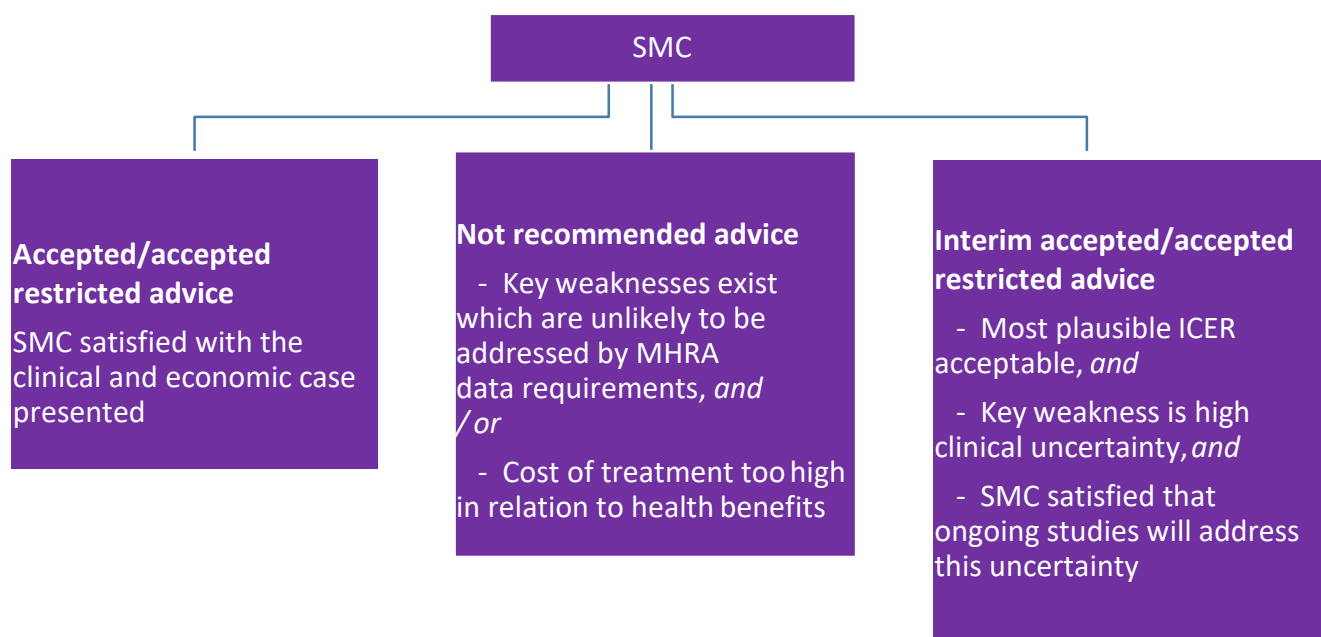 SMC
Accepted/accepted
restricted advice
SMC satisfied with the
clinical and economic case
presented
Not recommended advice
- Key weaknesses exist
which are unlikely to be
addressed by MHRA
data requirements, and
/ or
- Cost of treatment too high
in relation to health benefits
Interim accepted/accepted
restricted advice
- Most plausible ICER
acceptable, and
- Key weakness is high
clinical uncertainty, and
- SMC satisfied that
ongoing studies will address
this uncertainty